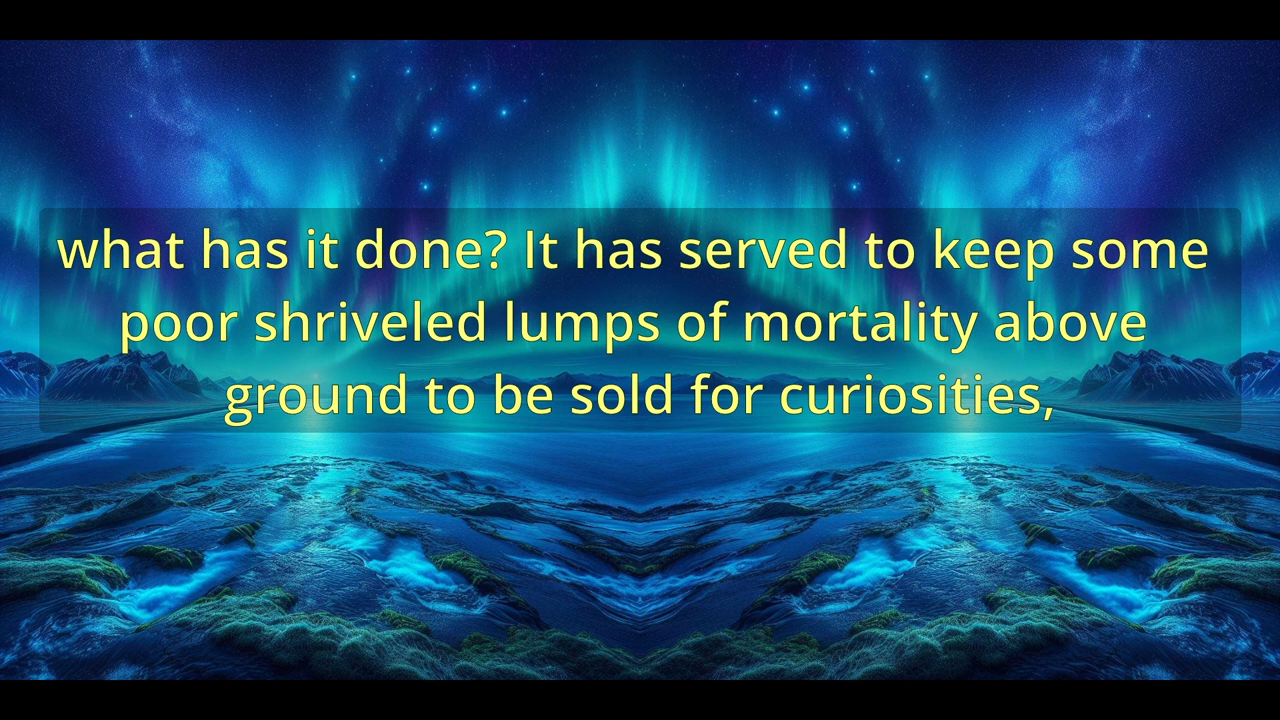 what has it done? It has served to keep some
poor shriveled lumps of mortality above
ground to be sold for curiosities,